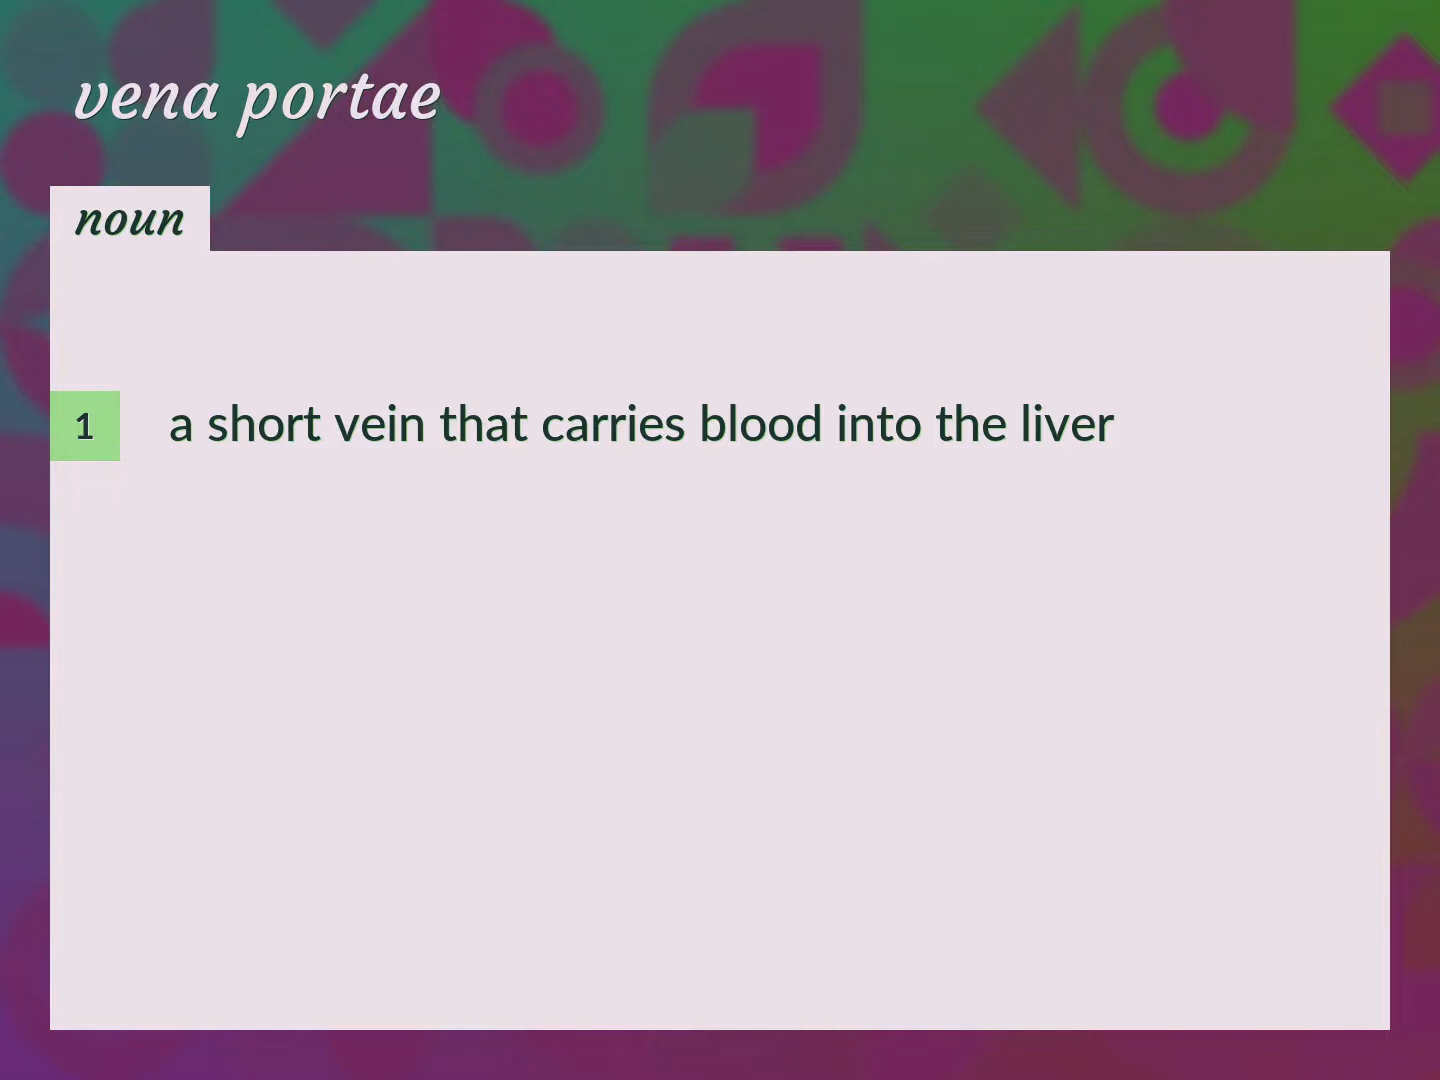 vena portae
noun
1 a short vein that carries blood into the liver